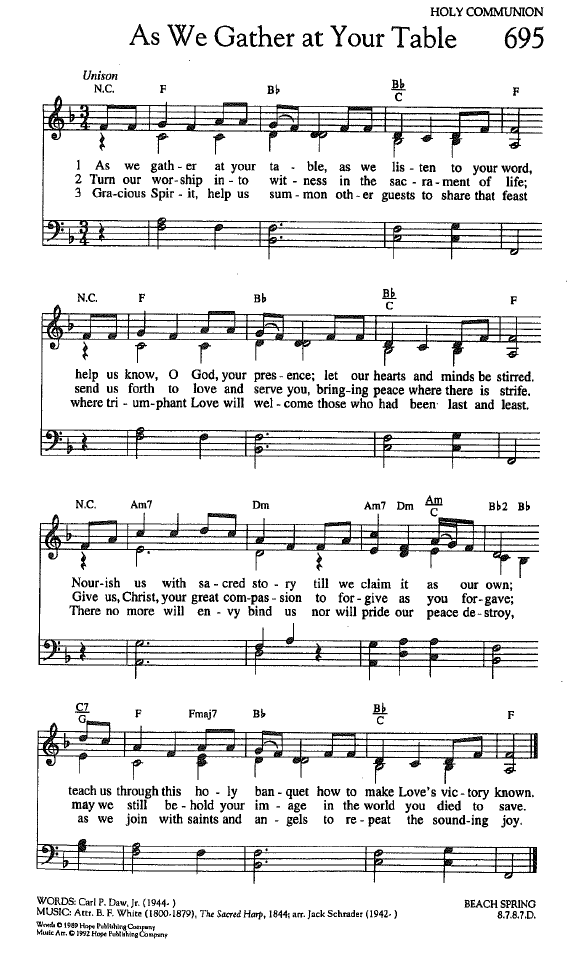 HOLY COMMUNION
As We Gather at Your Table 695
Unison
N.C. F B♭ B♭/C F
1 As we gath - er at your ta - ble, as we lis - ten to your word,
2 Turn our wor - ship in - to wit - ness in the sac - ra - ment of life;
3 Gra - cious Spir - it, help us sum - mon oth - er guests to share that feast
N.C. F B♭ B♭/C F
help us know, O God, your pres - ence; let our hearts and minds be stirred.
send us forth to love and serve you, bring - ing peace where there is strife.
where tri - um - phant Love will wel - come those who had been last and least.
N.C. Am7 Dm Am7 Dm Am/C B♭2 B♭
Nour - ish us with sa - cred sto - ry till we claim it as our own;
Give us, Christ, your great com - pas - sion to for - give as you for - gave;
There no more will en - vy bind us nor will pride our peace de - stroy,
C7/G F Fmaj7 B♭ B♭/C F
teach us through this ho - ly ban - quet how to make Love's vic - tory known.
may we still be - hold your im - age in the world you died to save.
as we join with saints and an - gels to re - peat the sound - ing joy.
WORDS: Carl P. Daw, Jr. (1944- ) BEACH SPRING
MUSIC: Attr. B. F. White (1800-1879), The Sacred Harp, 1844; arr. Jack Schrader (1942- ) 8.7.8.7.D.
Words © 1989 Hope Publishing Company
Music Arr. © 1992 Hope Publishing Company